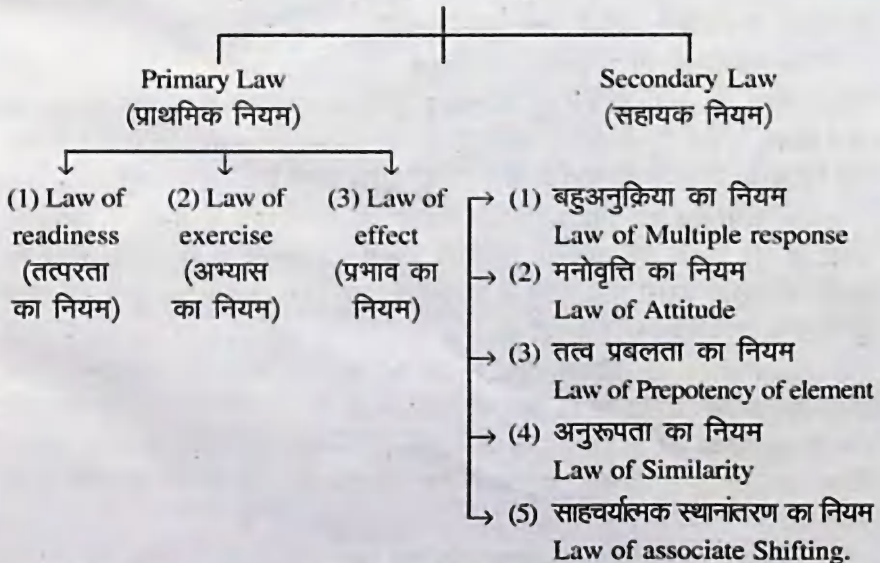 Primary Law
(प्राथमिक नियम)
Secondary Law
(सहायक नियम)
(1) Law of
readiness
(तत्परता
का नियम)
(2) Law of
exercise
(अभ्यास
का नियम)
(3) Law of
effect
(प्रभाव का
नियम)
(1) बहुअनुक्रिया का नियम
Law of Multiple response
(2) मनोवृत्ति का नियम
Law of Attitude
(3) तत्व प्रबलता का नियम
Law of Prepotency of element
(4) अनुरूपता का नियम
Law of Similarity
(5) साहचर्यात्मक स्थानांतरण का नियम
Law of associate Shifting.